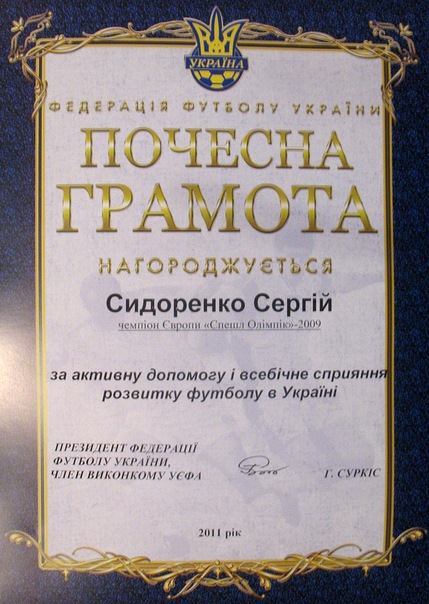 УКРАЇНА
ФЕДЕРАЦІЯ ФУТБОЛУ УКРАЇНИ
ПОЧЕСНА
ГРАМОТА
НАГОРОДЖУЄТЬСЯ
Сидоренко Сергій
чемпіон Європи «Спешл Олімпік»-2009
за активну допомогу і всебічне сприяння
розвитку футболу в Україні
ПРЕЗИДЕНТ ФЕДЕРАЦІЇ
ФУТБОЛУ УКРАЇНИ,
ЧЛЕН ВИКОНКОМУ УЄФА
Г. СУРКІС
2011 рік